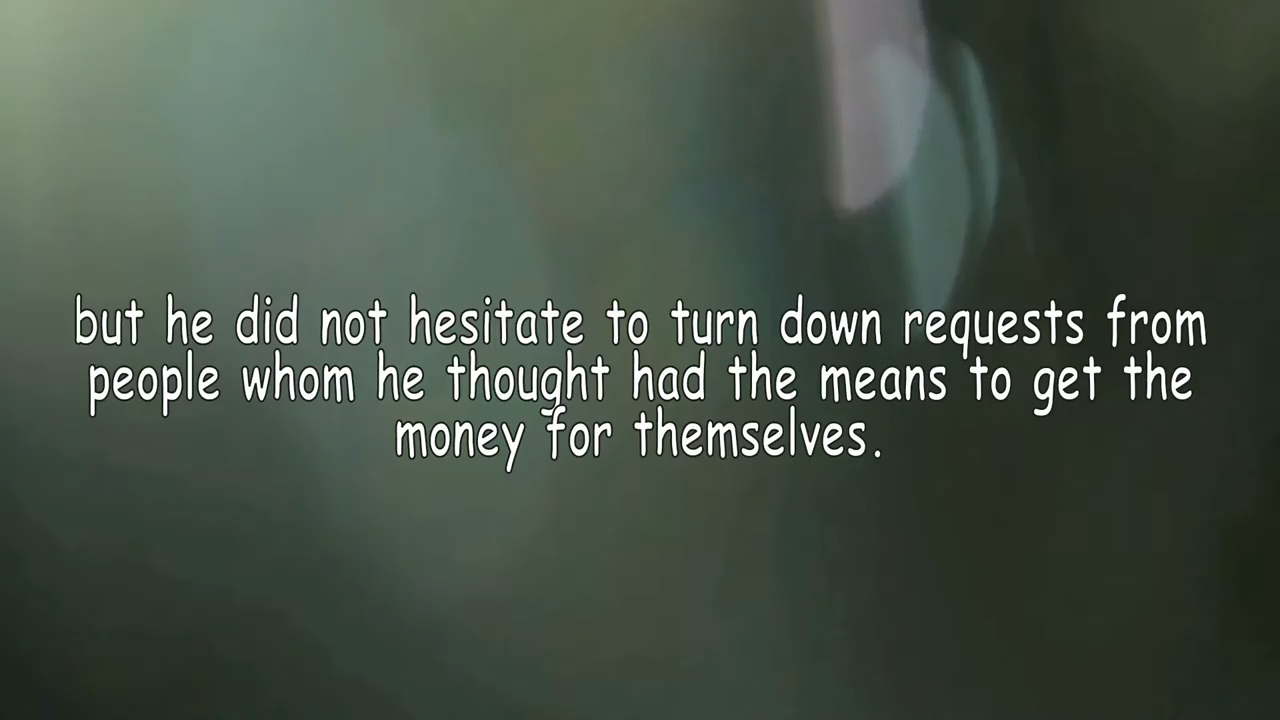 but he did not hesitate to turn down requests from
people whom he thought had the means to get the
money for themselves.